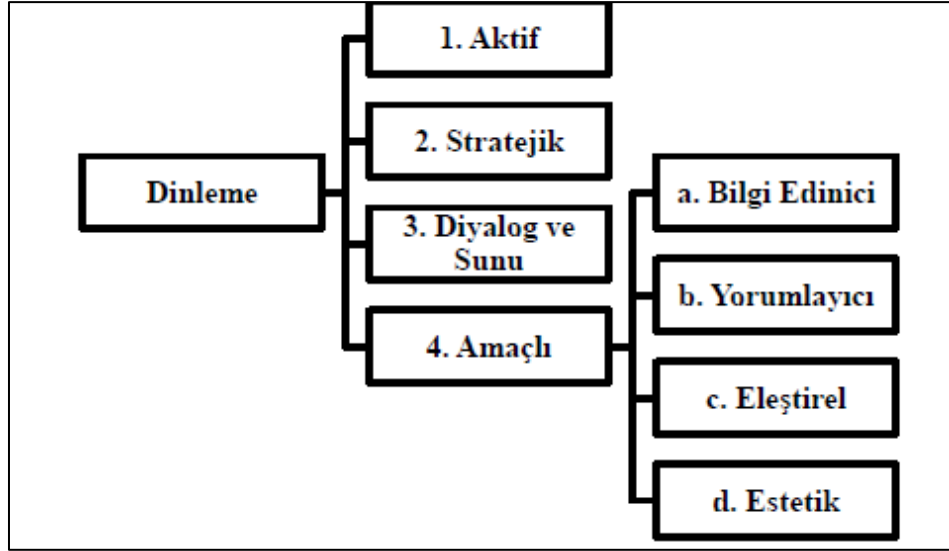 Dinleme
1. Aktif
2. Stratejik
3. Diyalog ve
Sunu
4. Amaçlı
a. Bilgi Edinici
b. Yorumlayıcı
c. Eleştirel
d. Estetik